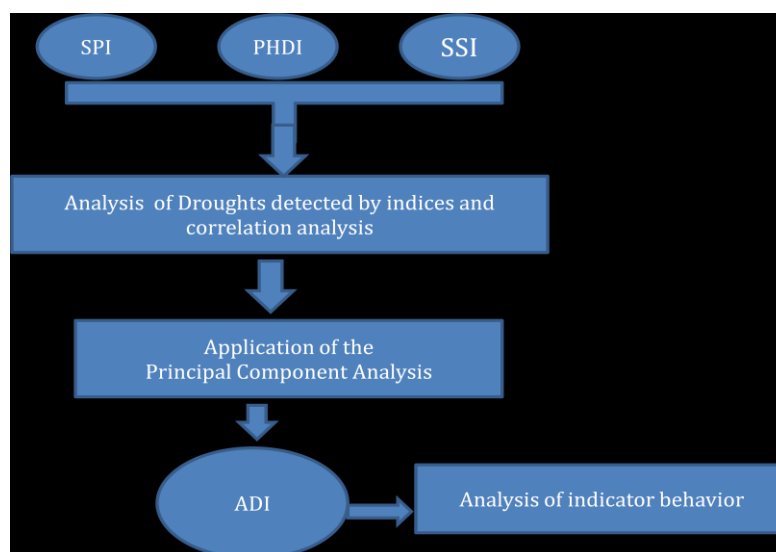 SPI
PHDI
SSI
Analysis of Droughts detected by indices and
correlation analysis
Application of the
Principal Component Analysis
ADI
Analysis of indicator behavior